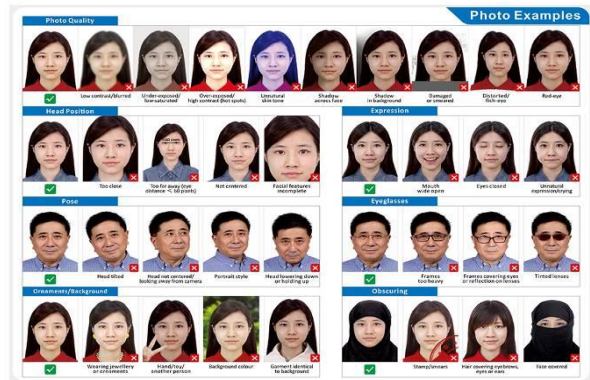 Photo Examples
Photo Quality
Low contrast/blurred
Under-exposed/
low-saturated
Over-exposed/
high contrast (hot spots)
Unnatural
skin tone
Shadow
across face
Shadow
in background
Damaged
or smeared
Distorted/
fish-eye
Red-eye
Head Position
Too close
Too far away (eye
distance < 60 pixels)
Not centered
Facial features
incomplete
Expression
Mouth
wide open
Eyes closed
Unnatural
expression/crying
Pose
Head tilted
Head not centered/
looking away from camera
Portrait style
Head lowering down
or holding up
Eyeglasses
Frames
too heavy
Frames covering eyes
or reflection on lenses
Tinted lenses
Ornaments/Background
Wearing jewellery
or ornaments
Hand/toy/
another person
Background colour
Garment identical
to background
Obscuring
Stamp/smears
Hair covering eyebrows,
eyes or ears
Face covered